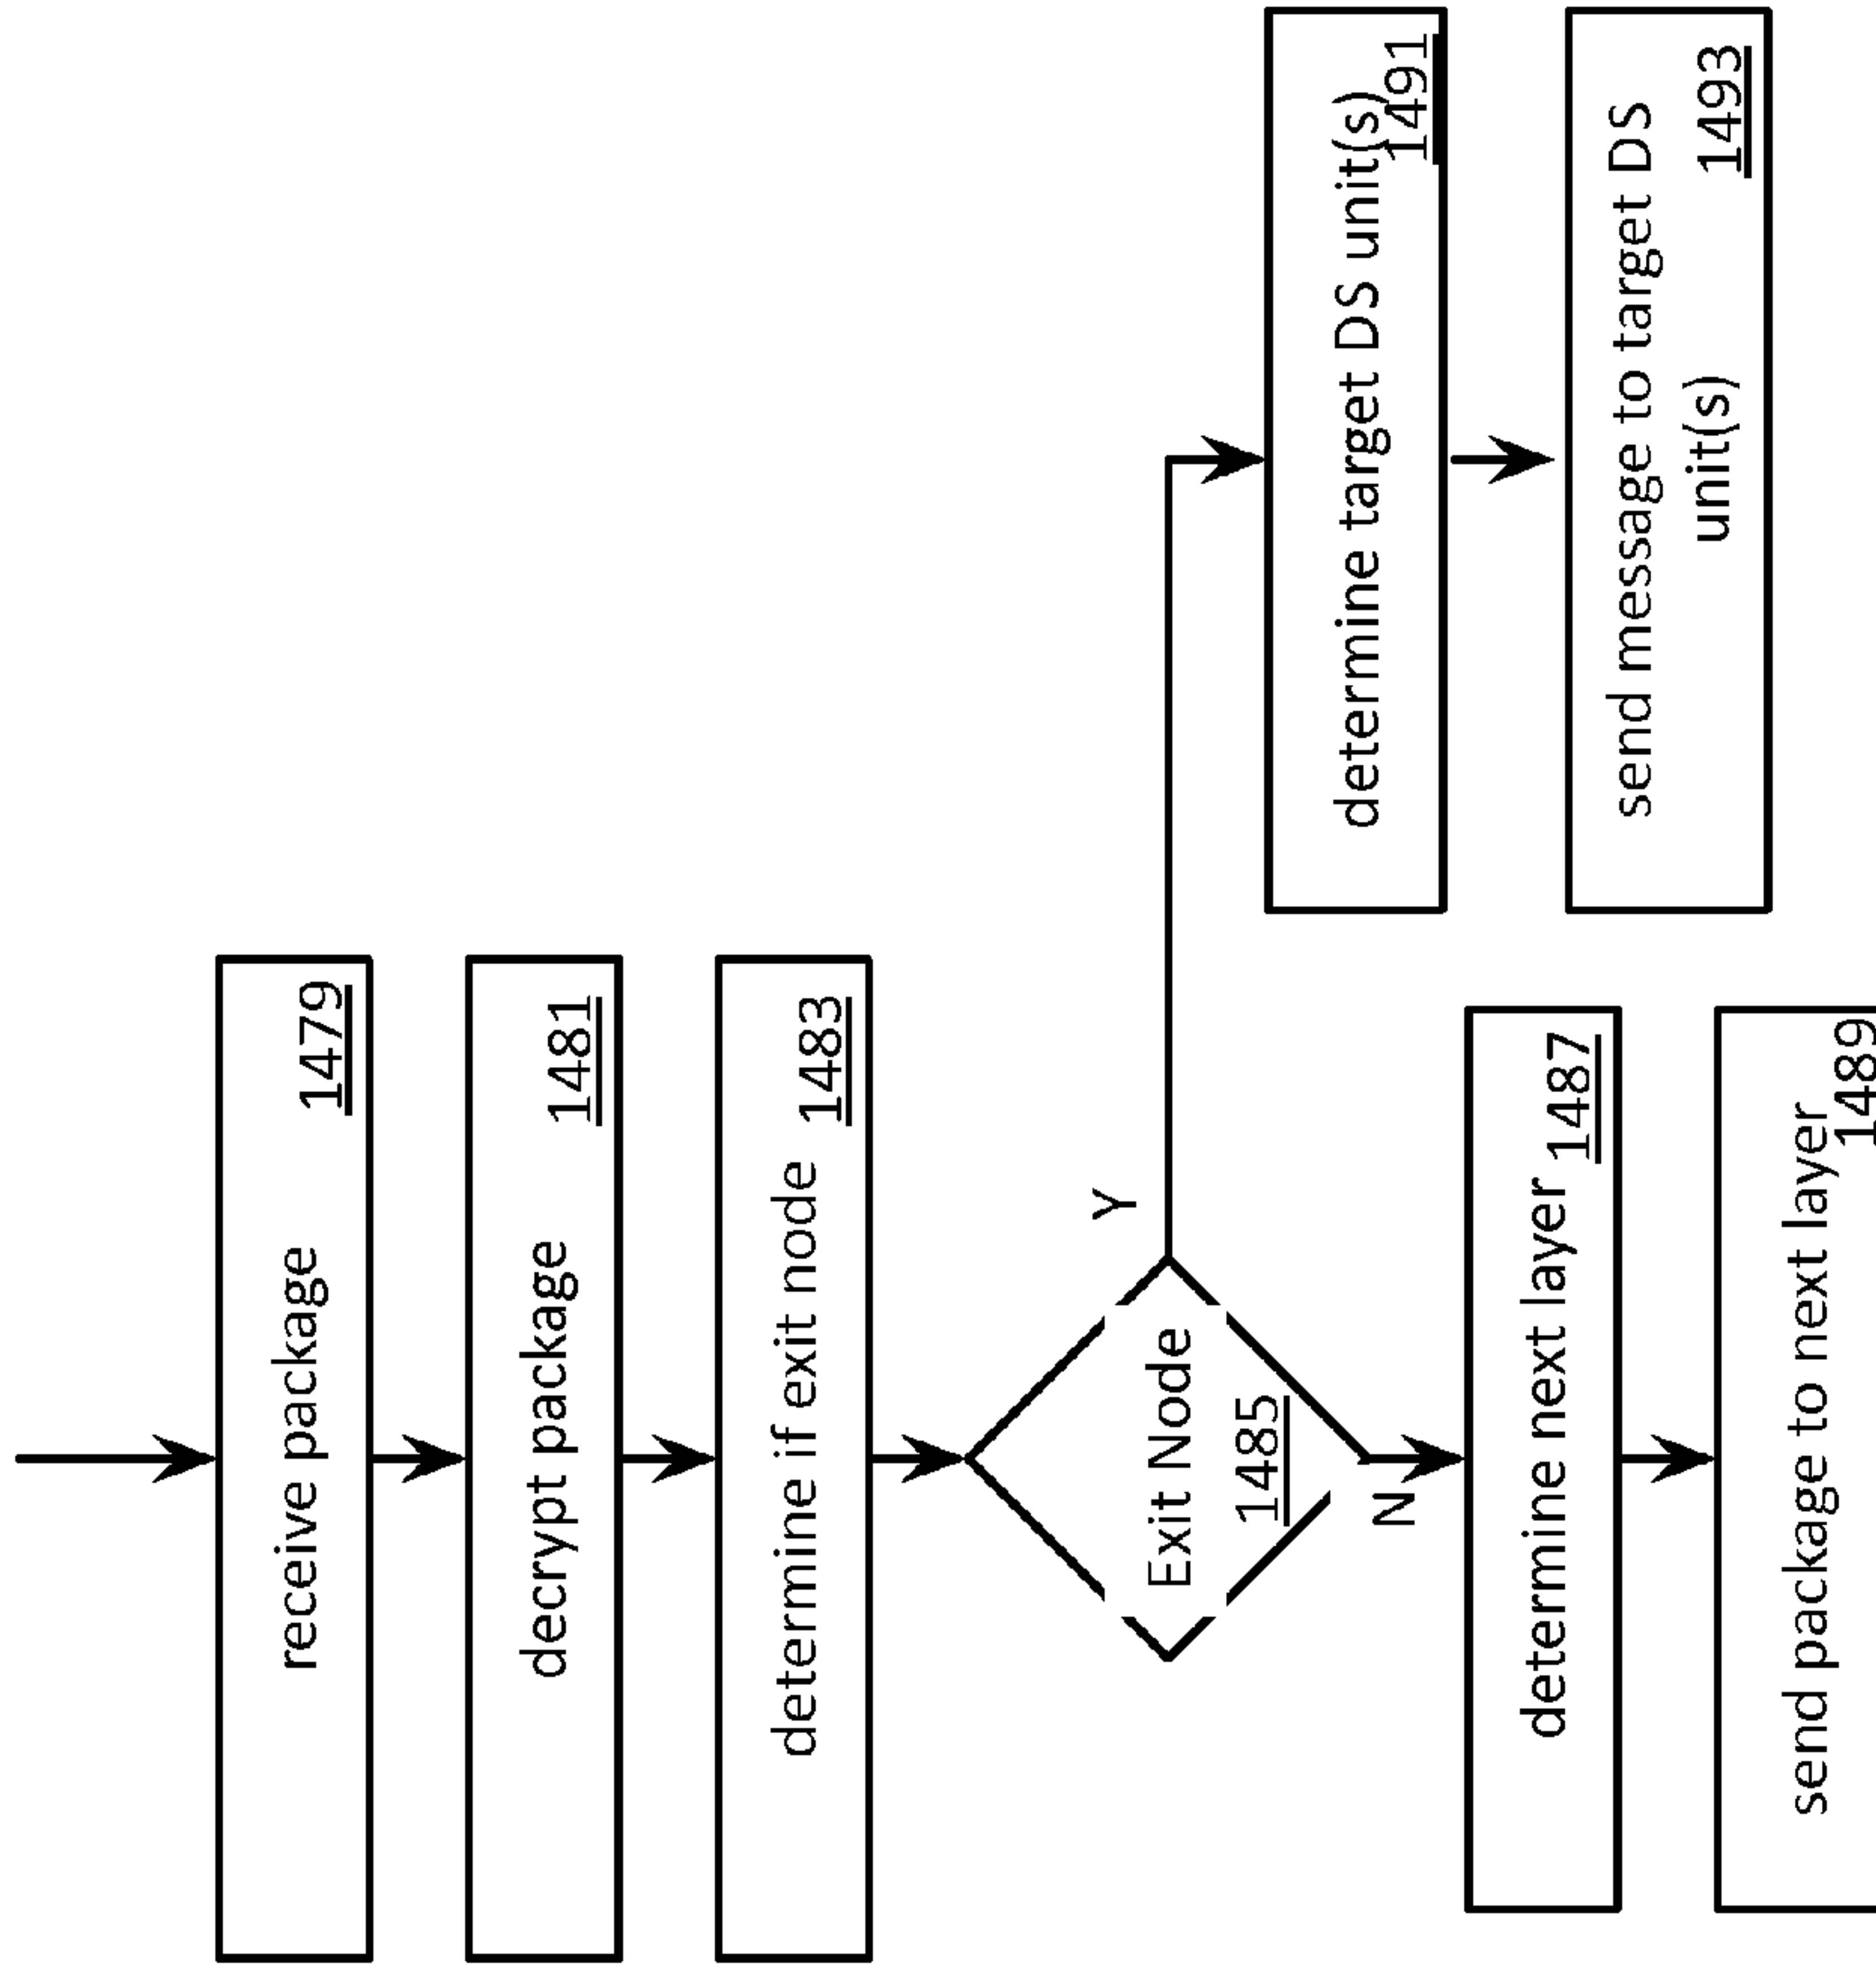 receive package
1479
decrypt package
1481
determine if exit node
1483
Exit Node
1485
Y
N
determine next layer 1487
send package to next layer
1489
determine target DS unit(s)
1491
send message to target DS
unit(s)
1493